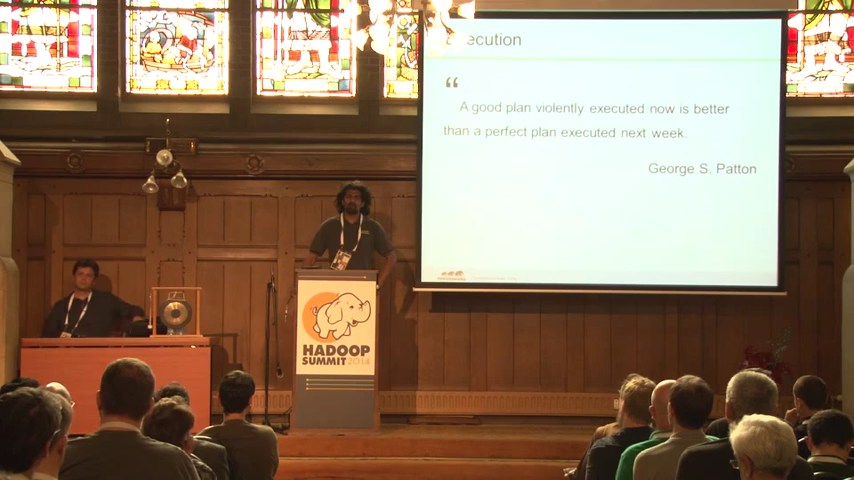 ecution
“
A good plan violently executed now is better
than a perfect plan executed next week.
George S. Patton
HADOOP
SUMMIT 2014